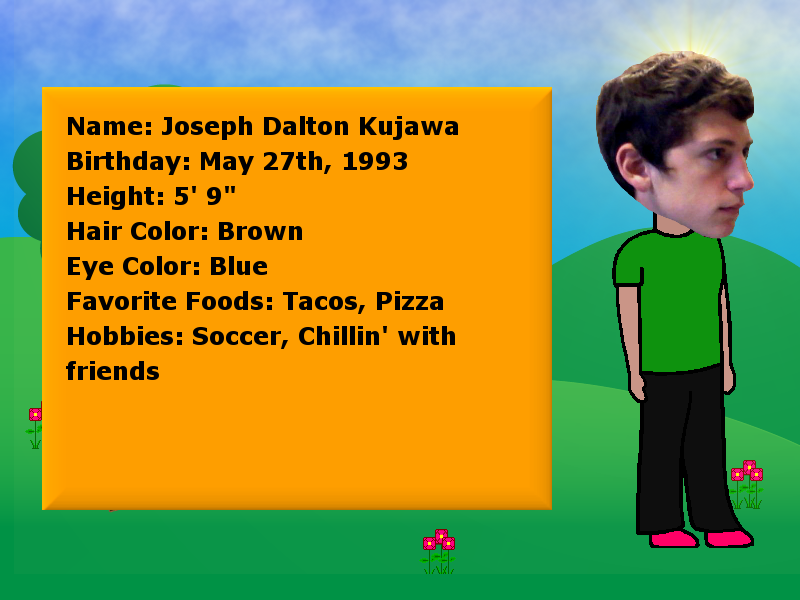 Name: Joseph Dalton Kujawa
Birthday: May 27th, 1993
Height: 5' 9"
Hair Color: Brown
Eye Color: Blue
Favorite Foods: Tacos, Pizza
Hobbies: Soccer, Chillin' with
friends